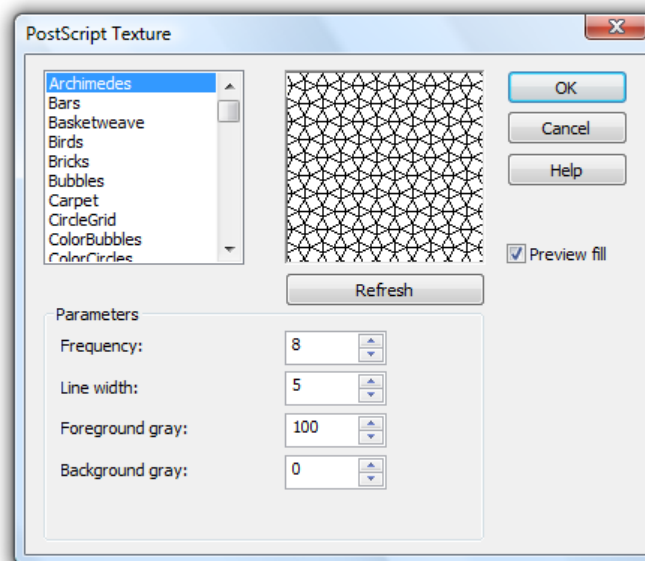 PostScript Texture
Archimedes
Bars
Basketweave
Birds
Bricks
Bubbles
Carpet
CircleGrid
ColorBubbles
ColorCircles
OK
Cancel
Help
Preview fill
Refresh
Parameters
Frequency: 8
Line width: 5
Foreground gray: 100
Background gray: 0